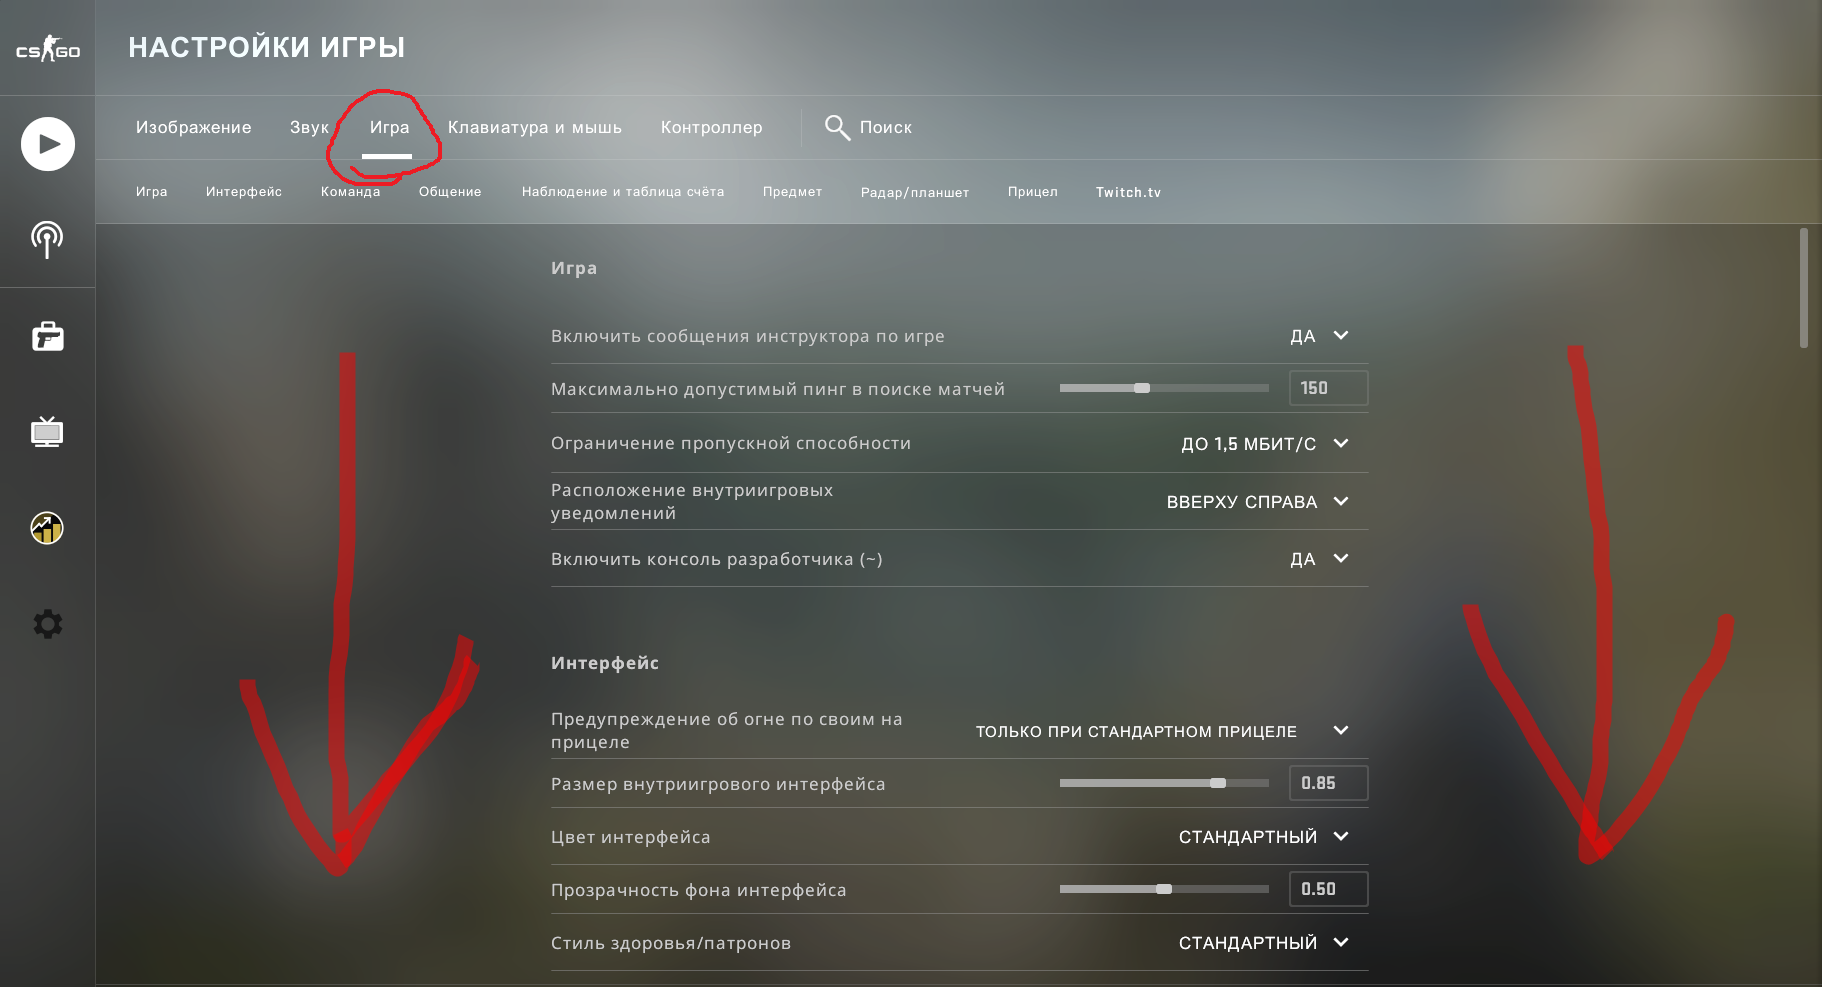 CS GO
НАСТРОЙКИ ИГРЫ
Изображение Звук Игра Клавиатура и мышь Контроллер Поиск
Игра Интерфейс Команда Общение Наблюдение и таблица счёта Предмет Радар/планшет Прицел Twitch.tv
Игра
Включить сообщения инструктора по игре ДА
Максимально допустимый пинг в поиске матчей 150
Ограничение пропускной способности ДО 1,5 МБИТ/С
Расположение внутриигровых
уведомлений ВВЕРХУ СПРАВА
Включить консоль разработчика (~) ДА
Интерфейс
Предупреждение об огне по своим на
прицеле ТОЛЬКО ПРИ СТАНДАРТНОМ ПРИЦЕЛЕ
Размер внутриигрового интерфейса 0.85
Цвет интерфейса СТАНДАРТНЫЙ
Прозрачность фона интерфейса 0.50
Стиль здоровья/патронов СТАНДАРТНЫЙ